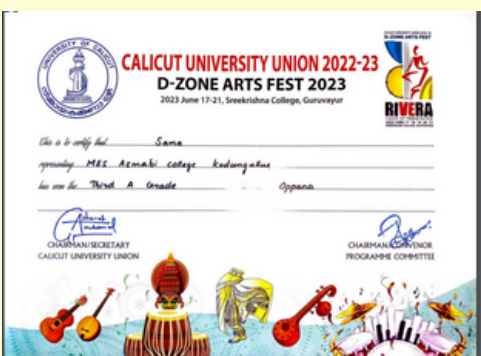 UNIVERSITY OF CALICUT
CALICUT UNIVERSITY UNION 2022-23
D-ZONE ARTS FEST 2023
2023 June 17-21, Sreekrishna College, Guruvayur
RIVERA
This is to certify that Sama
representing MES Asmabi College Kodungallur
has won the Third A Grade Oppana
CHAIRMAN/SECRETARY
CALICUT UNIVERSITY UNION
CHAIRMAN/CONVENOR
PROGRAMME COMMITTEE